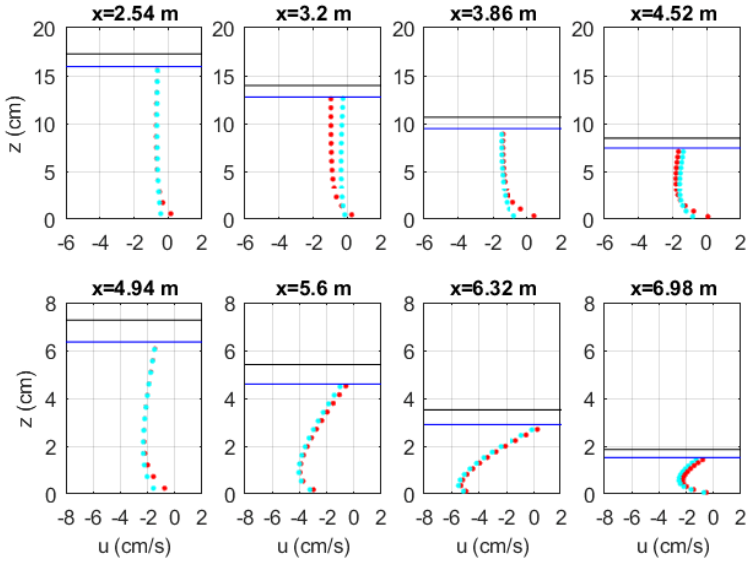 x=2.54 m x=3.2 m x=3.86 m x=4.52 m
20 20 20 20
15 15 15 15
10 10 10 10
5 5 5 5
0 0 0 0
z (cm)
-6 -4 -2 0 2 -6 -4 -2 0 2 -6 -4 -2 0 2 -6 -4 -2 0 2
x=4.94 m x=5.6 m x=6.32 m x=6.98 m
8 8 8 8
6 6 6 6
4 4 4 4
2 2 2 2
0 0 0 0
z (cm)
-8 -6 -4 -2 0 2 -8 -6 -4 -2 0 2 -8 -6 -4 -2 0 2 -8 -6 -4 -2 0 2
u (cm/s) u (cm/s) u (cm/s) u (cm/s)